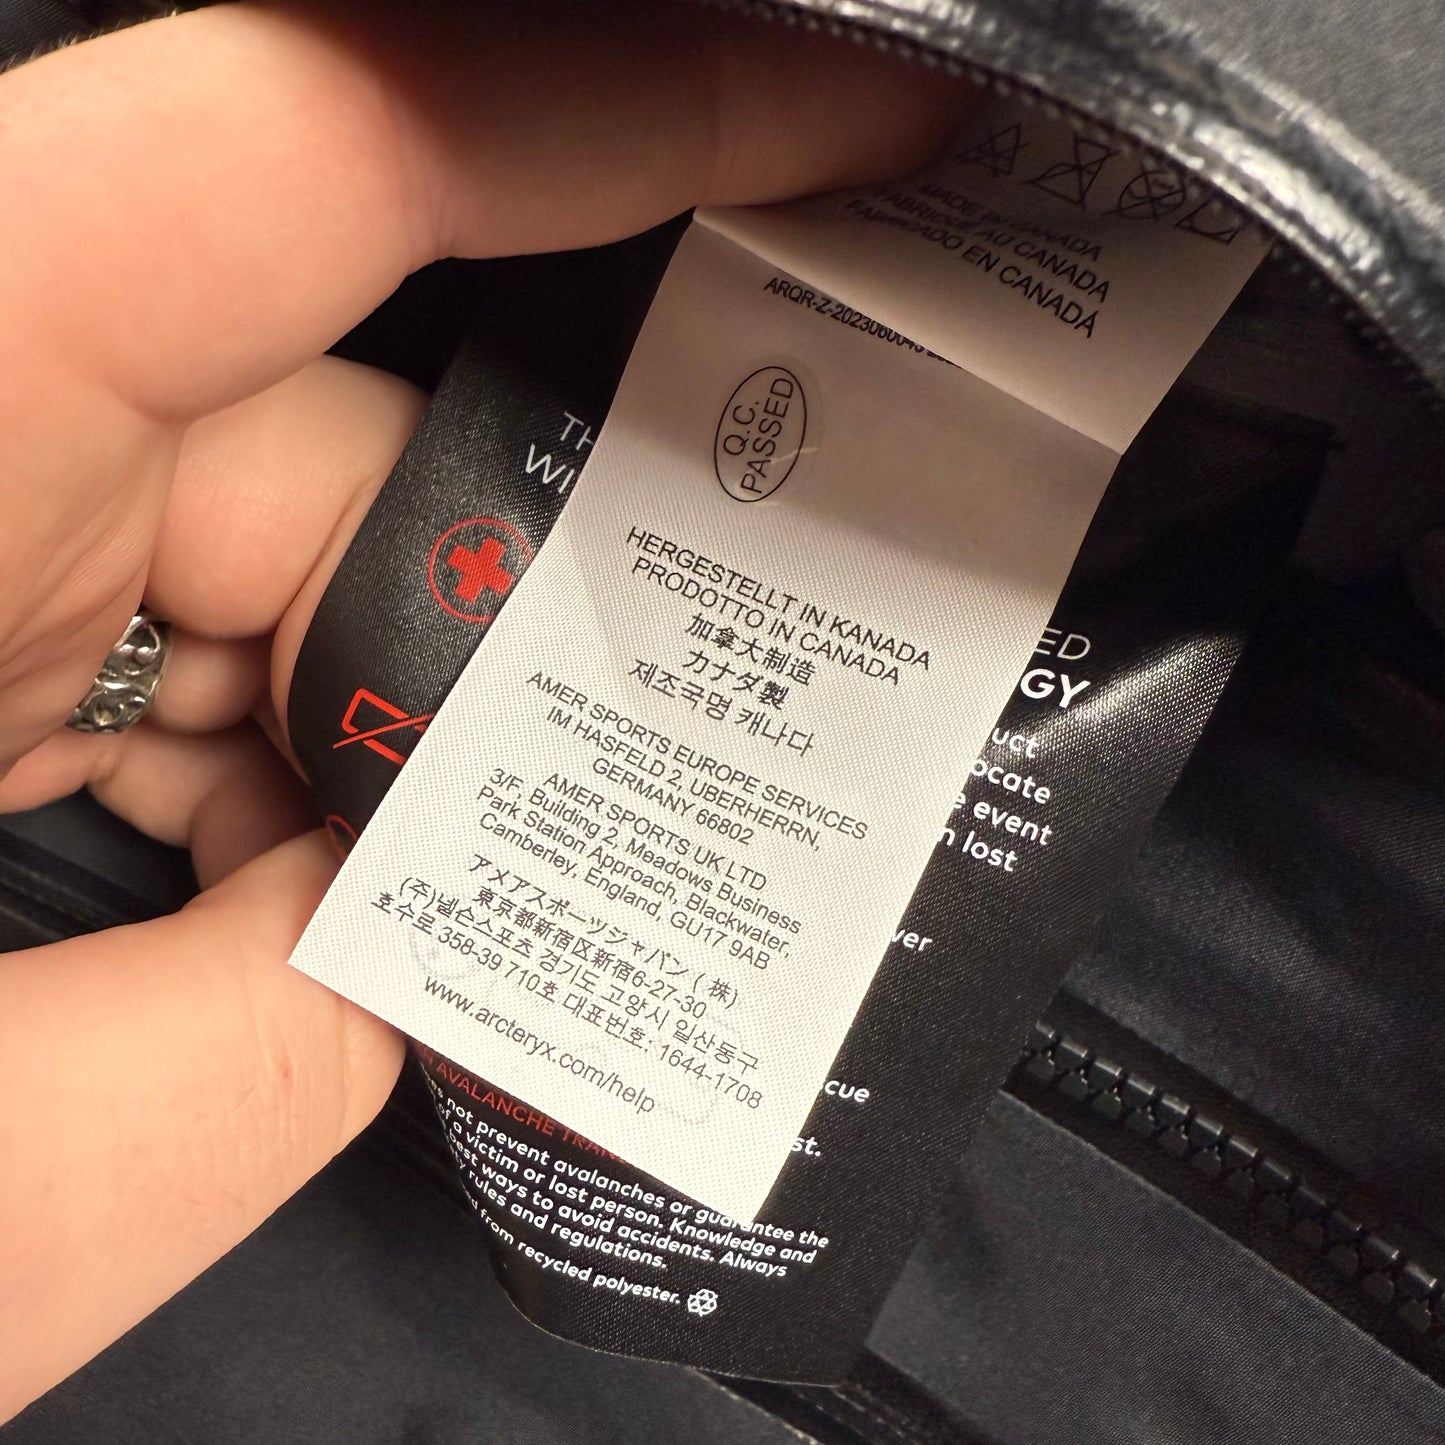 MADE IN CANADA
FABRIQUÉ AU CANADA
FABRICADO EN CANADÁ
Q.C.
PASSED
HERGESTELLT IN KANADA
PRODOTTO IN CANADA
加拿大制造
カナダ製
제조국명 캐나다
AMER SPORTS EUROPE SERVICES
IM HASFELD 2, UBERHERRN,
GERMANY 66802
AMER SPORTS UK LTD
3/F, Building 2, Meadows Business
Park Station Approach, Blackwater,
Camberley, England, GU17 9AB
アメアスポーツジャパン ( 株)
東京都新宿区新宿6-27-30
(주)넬슨스포츠 경기도 고양시 일산동구
호수로 358-39 710호 대표번호: 1644-1708
www.arcteryx.com/help
AVALANCHE
not prevent avalanches or guarantee the
of a victim or lost person. Knowledge and
best ways to avoid accidents. Always
rules and regulations.
from recycled polyester.
event
lost